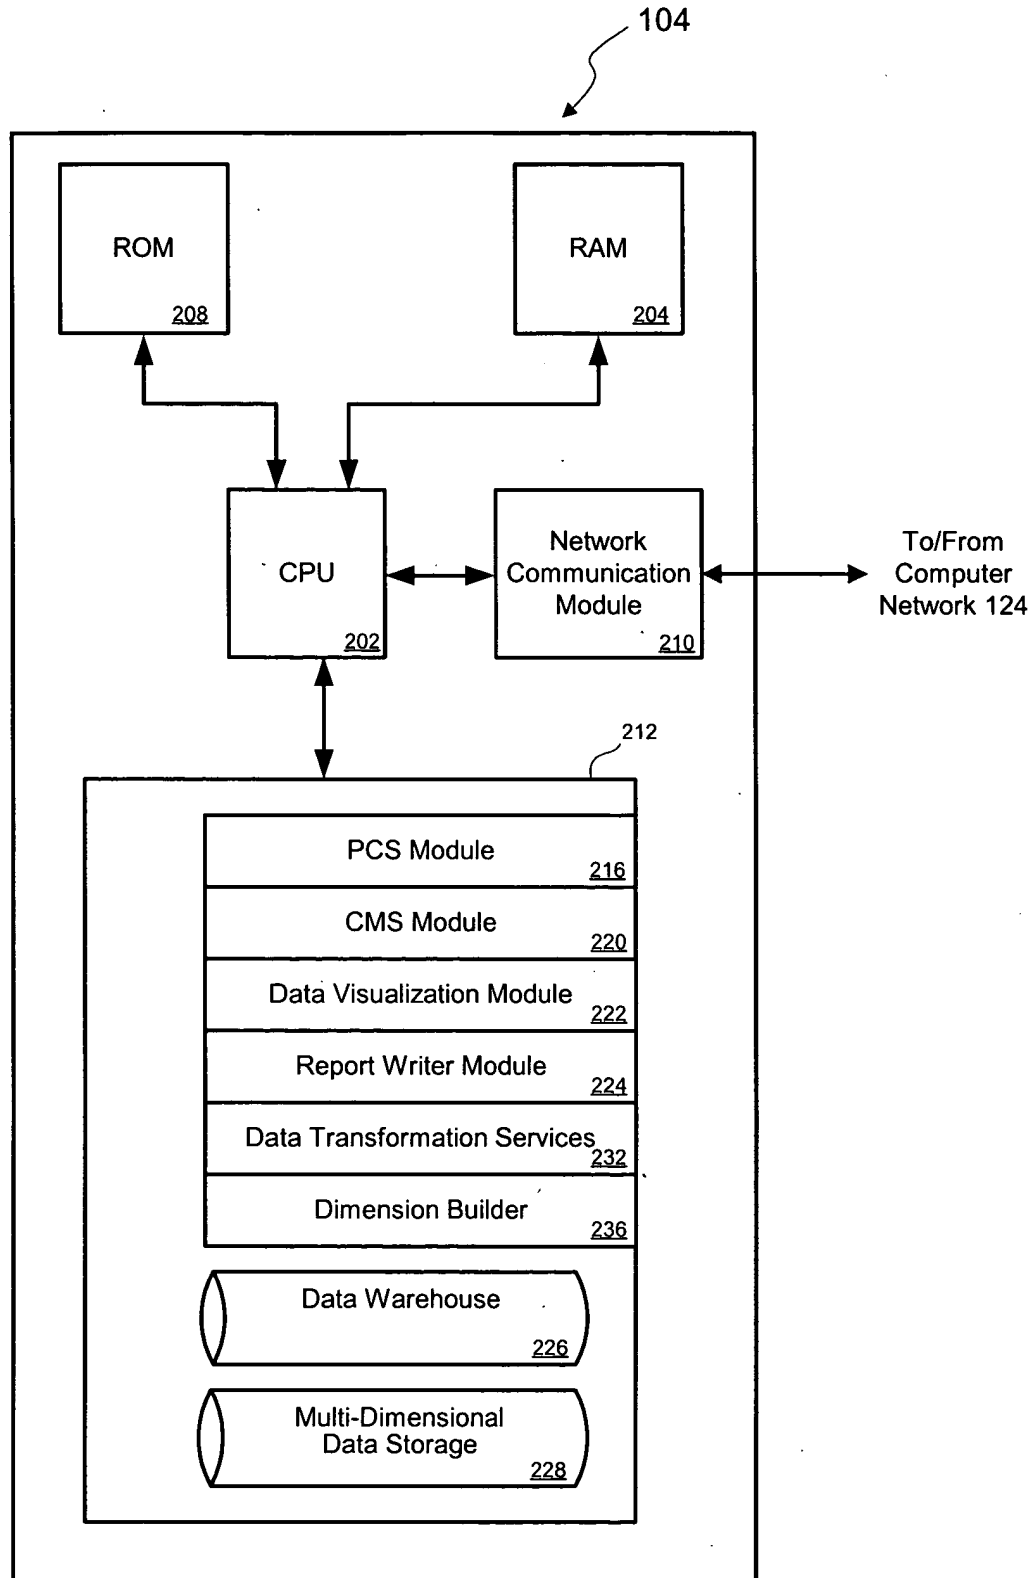 104
ROM
208
RAM
204
CPU
202
Network
Communication
Module
210
To/From
Computer
Network 124
212
PCS Module
216
CMS Module
220
Data Visualization Module
222
Report Writer Module
224
Data Transformation Services
232
Dimension Builder
236
Data Warehouse
226
Multi-Dimensional
Data Storage
228